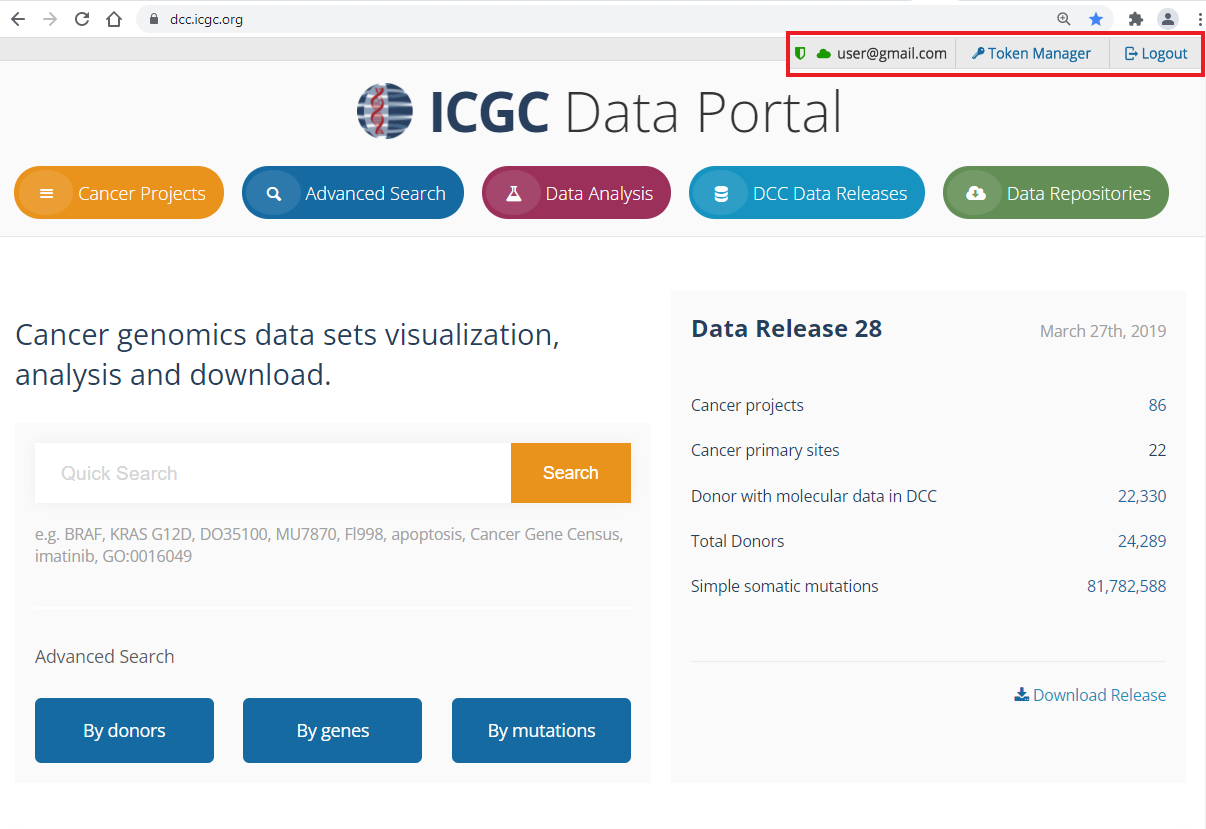 dcc.icgc.org
user@gmail.com Token Manager Logout
ICGC Data Portal
Cancer Projects Advanced Search Data Analysis DCC Data Releases Data Repositories
Cancer genomics data sets visualization,
analysis and download.
Quick Search Search
e.g. BRAF, KRAS G12D, DO35100, MU7870, FI998, apoptosis, Cancer Gene Census,
imatinib, GO:0016049
Advanced Search
By donors By genes By mutations
Data Release 28 March 27th, 2019
Cancer projects 86
Cancer primary sites 22
Donor with molecular data in DCC 22,330
Total Donors 24,289
Simple somatic mutations 81,782,588
Download Release